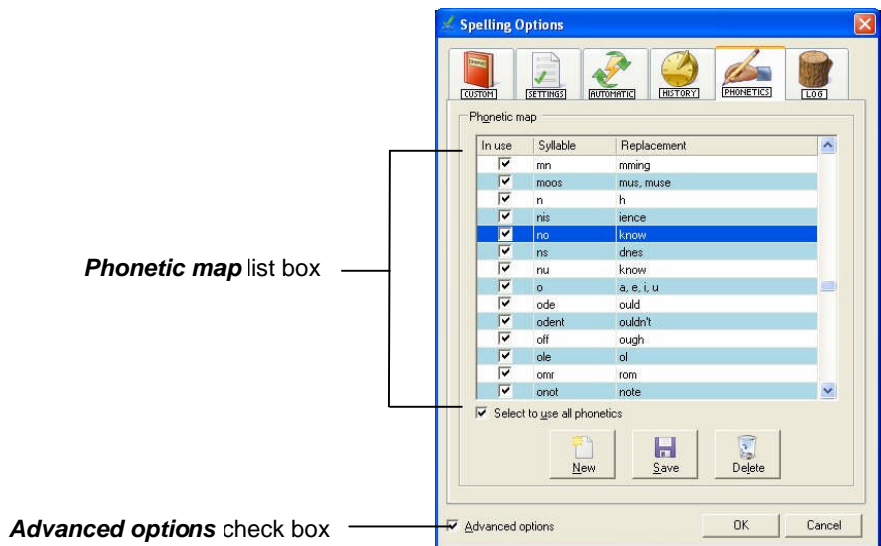 Spelling Options
CUSTOM SETTINGS AUTOMATIC HISTORY PHONETICS LOG
Phonetic map
In use Syllable Replacement
mn mming
moos mus, muse
n h
nis ience
no know
ns dnes
nu know
o a, e, i, u
ode ould
odent ouldn't
off ough
ole ol
omr rom
onot note
Phonetic map list box
Select to use all phonetics
New Save Delete
Advanced options check box
Advanced options OK Cancel